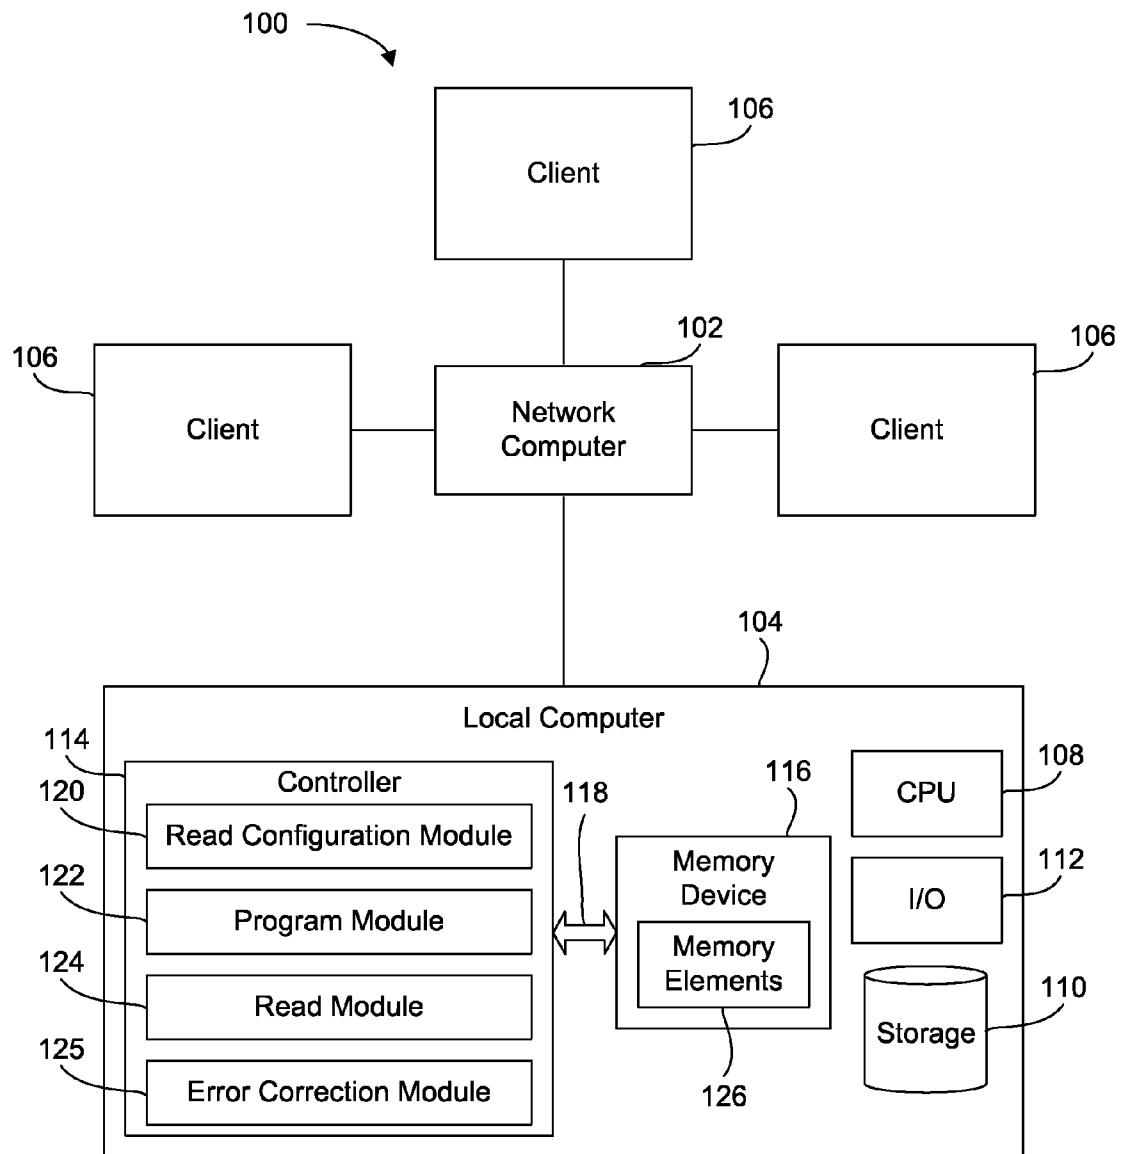 100
106
Client
102
106
106
Client
Network
Computer
Client
104
Local Computer
114
Controller
116
108
CPU
120
118
Read Configuration Module
Memory
Device
112
I/O
122
Program Module
Memory
Elements
124
Read Module
110
Storage
125
Error Correction Module
126